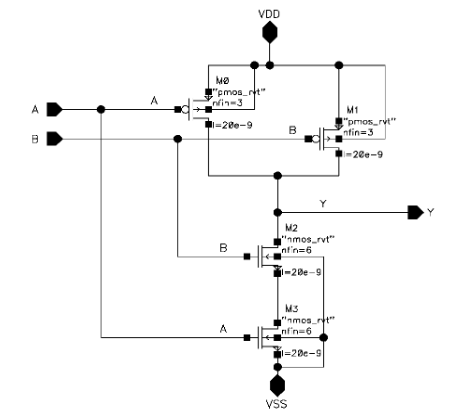 VDD
M0
"pmos_rvt"
A
A
nfin=3
M1
"pmos_rvt"
B
B
nfin=3
l=20e-9
l=20e-9
Y
Y
M2
"nmos_rvt"
B
nfin=6
l=20e-9
M3
"nmos_rvt"
A
nfin=6
l=20e-9
VSS